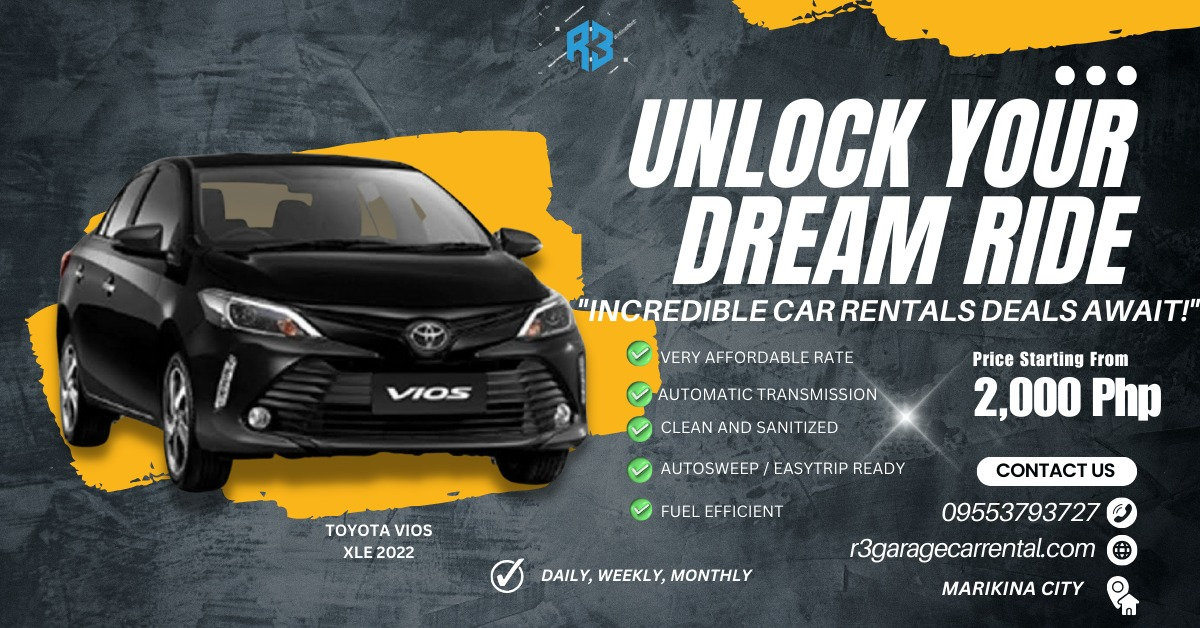 R3
UNLOCK YOUR
DREAM RIDE
"INCREDIBLE CAR RENTALS DEALS AWAIT!"
VERY AFFORDABLE RATE
AUTOMATIC TRANSMISSION
CLEAN AND SANITIZED
AUTOSWEEP / EASYTRIP READY
FUEL EFFICIENT
Price Starting From
2,000 Php
CONTACT US
09553793727
r3garagecarrental.com
MARIKINA CITY
VIOS
TOYOTA VIOS
XLE 2022
DAILY, WEEKLY, MONTHLY